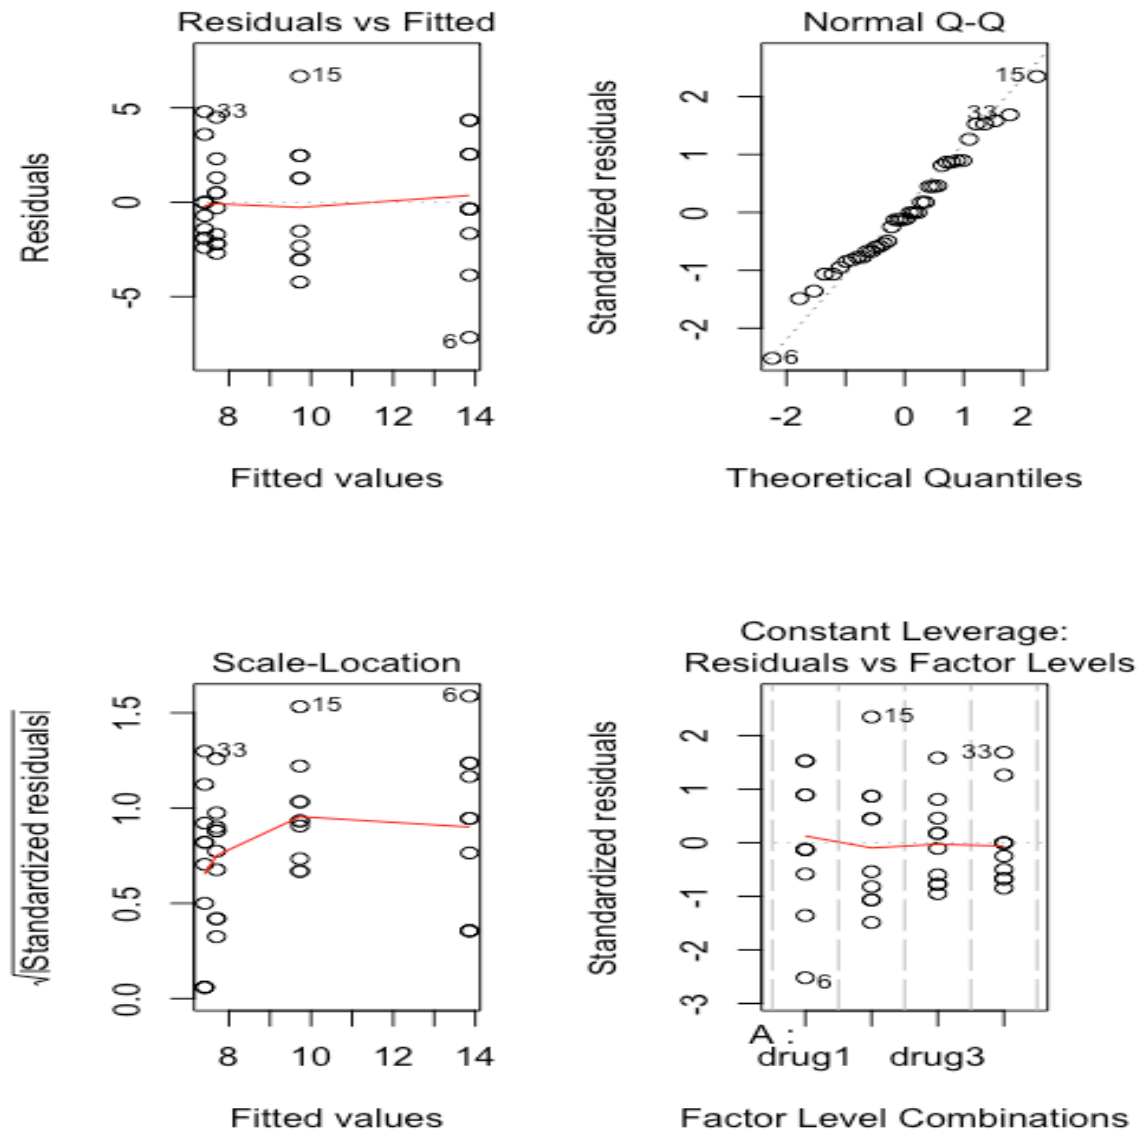 Residuals vs Fitted
Residuals
5
0
-5
15
33
6
8 10 12 14
Fitted values
Normal Q-Q
Standardized residuals
2
1
0
-1
-2
15
33
6
-2 0 1 2
Theoretical Quantiles
Scale-Location
√|Standardized residuals|
1.5
1.0
0.5
0.0
6
15
33
8 10 12 14
Fitted values
Constant Leverage:
Residuals vs Factor Levels
Standardized residuals
2
1
0
-1
-2
-3
15
33
6
A :
drug1 drug3
Factor Level Combinations